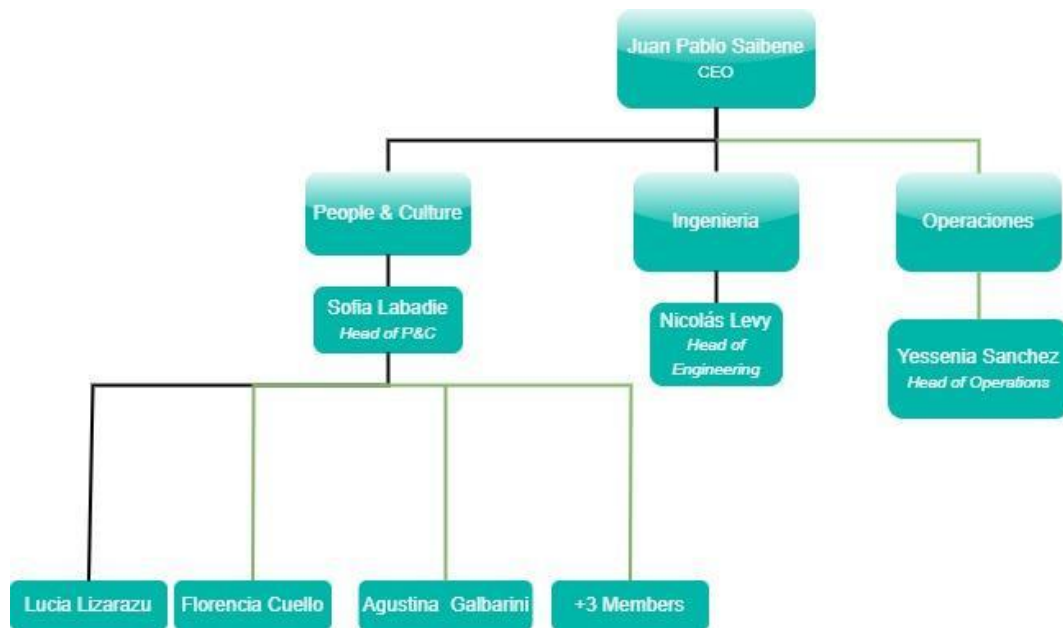 Juan Pablo Saibene
CEO
People & Culture
Ingenieria
Operaciones
Sofia Labadie
Head of P&C
Nicolás Levy
Head of
Engineering
Yessenia Sanchez
Head of Operations
Lucia Lizarazu
Florencia Cuello
Agustina Galbarini
+3 Members